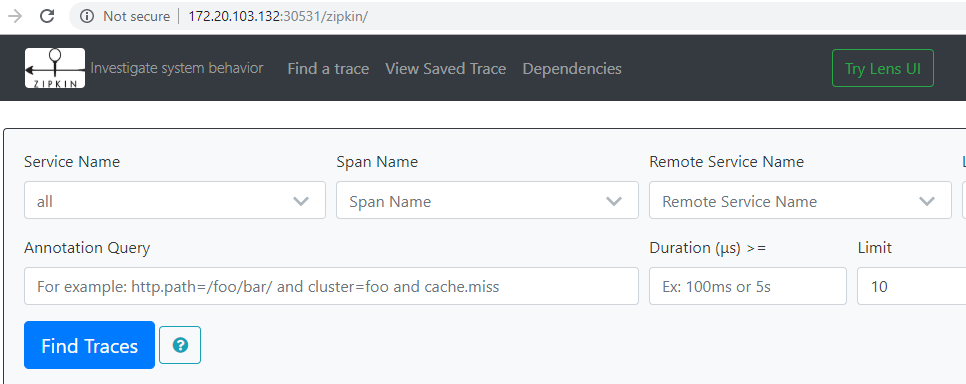 Not secure | 172.20.103.132:30531/zipkin/
ZIPKIN Investigate system behavior Find a trace View Saved Trace Dependencies Try Lens UI
Service Name Span Name Remote Service Name
all Span Name Remote Service Name
Annotation Query Duration (μs) >= Limit
For example: http.path=/foo/bar/ and cluster=foo and cache.miss Ex: 100ms or 5s 10
Find Traces ?